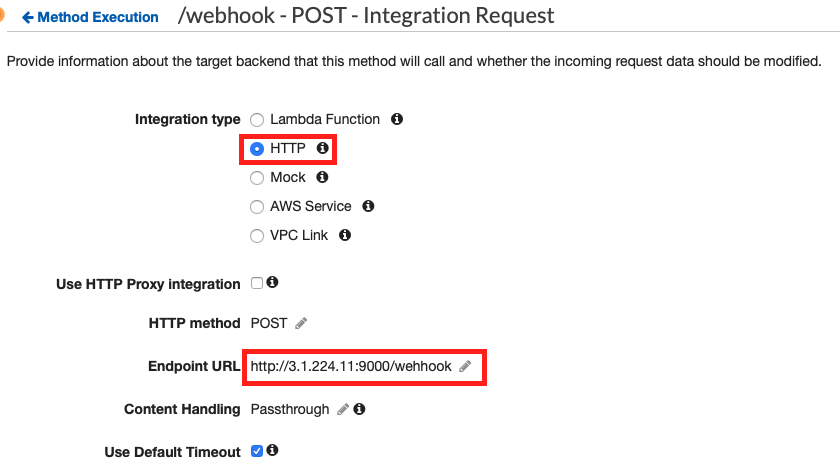 Method Execution /webhook - POST - Integration Request
Provide information about the target backend that this method will call and whether the incoming request data should be modified.
Integration type Lambda Function
HTTP
Mock
AWS Service
VPC Link
Use HTTP Proxy integration
HTTP method POST
Endpoint URL http://3.1.224.11:9000/wehhook
Content Handling Passthrough
Use Default Timeout